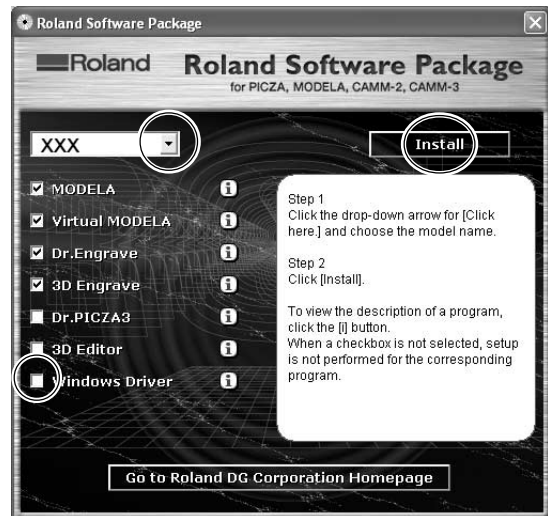 Roland Software Package
Roland
Roland Software Package
for PICZA, MODELA, CAMM-2, CAMM-3
XXX
Install
MODELA
Virtual MODELA
Dr.Engrave
3D Engrave
Dr.PICZA3
3D Editor
Windows Driver
Step 1
Click the drop-down arrow for [Click
here.] and choose the model name.
Step 2
Click [Install].
To view the description of a program,
click the [i] button.
When a checkbox is not selected, setup
is not performed for the corresponding
program.
Go to Roland DG Corporation Homepage